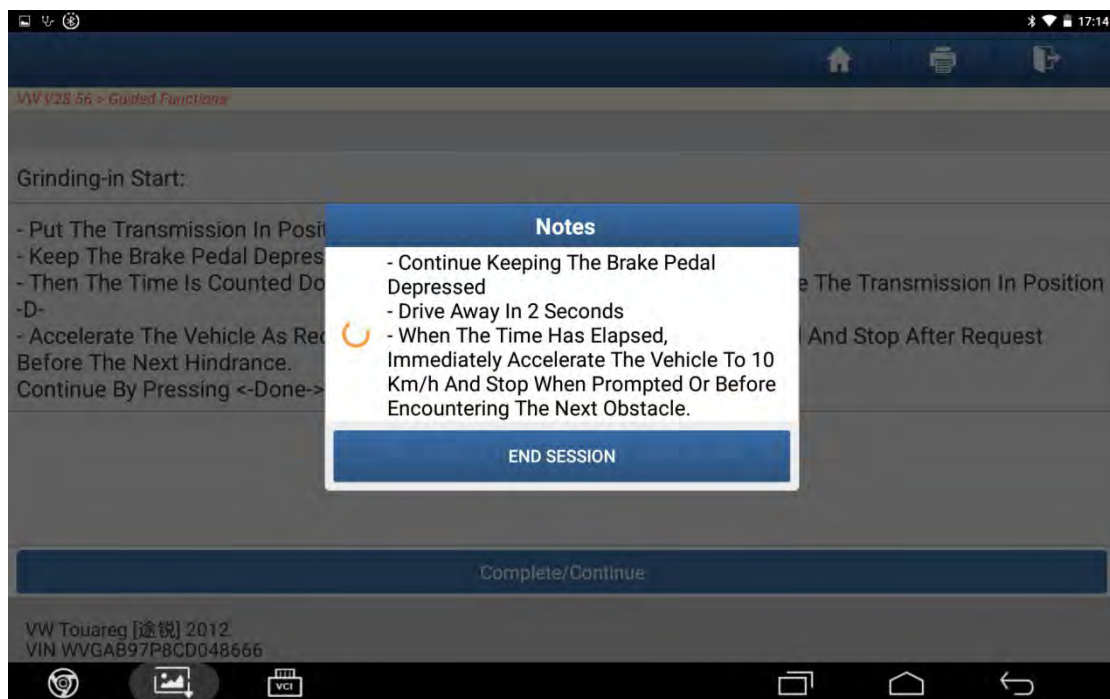 17:14
VW V28.56 > Guided Functions
Grinding-in Start:
- Put The Transmission In Posit
- Keep The Brake Pedal Depres
- Then The Time Is Counted Do
e The Transmission In Position
-D-
- Accelerate The Vehicle As Rec
And Stop After Request
Before The Next Hindrance.
Continue By Pressing <-Done->
Notes
- Continue Keeping The Brake Pedal
Depressed
- Drive Away In 2 Seconds
- When The Time Has Elapsed,
Immediately Accelerate The Vehicle To 10
Km/h And Stop When Prompted Or Before
Encountering The Next Obstacle.
END SESSION
Complete/Continue
VW Touareg [途锐] 2012
VIN WVGAB97P8CD048666
VCI